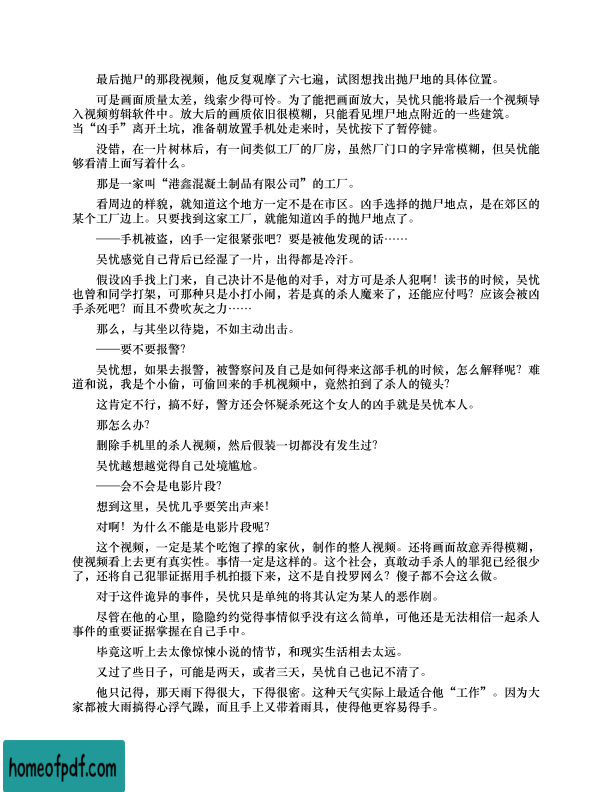 最后抛尸的那段视频，他反复观摩了六七遍，试图想找出抛尸地的具体位置。
可是画面质量太差，线索少得可怜。为了能把画面放大，吴忧只能将最后一个视频导
入视频剪辑软件中。放大后的画质依旧很模糊，只能看见埋尸地点附近的一些建筑。
当“凶手”离开土坑，准备朝放置手机处走来时，吴忧按下了暂停键。
没错，在一片树林后，有一间类似工厂的厂房，虽然厂门口的字异常模糊，但吴忧能
够看清上面写着什么。
那是一家叫“港鑫混凝土制品有限公司”的工厂。
看周边的样貌，就知道这个地方一定不是在市区。凶手选择的抛尸地点，是在郊区的
某个工厂边上。只要找到这家工厂，就能知道凶手的抛尸地点了。
——手机被盗，凶手一定很紧张吧？要是被他发现的话……
吴忧感觉自己背后已经湿了一片，出得都是冷汗。
假设凶手找上门来，自己决计不是他的对手，对方可是杀人犯啊！读书的时候，吴忧
也曾和同学打架，可那种只是小打小闹，若是真的杀人魔来了，还能应付吗？应该会被凶
手杀死吧？而且不费吹灰之力……
那么，与其坐以待毙，不如主动出击。
——要不要报警？
吴忧想，如果去报警，被警察问及自己是如何得来这部手机的时候，怎么解释呢？难
道和说，我是个小偷，可偷回来的手机视频中，竟然拍到了杀人的镜头？
这肯定不行，搞不好，警方还会怀疑杀死这个女人的凶手就是吴忧本人。
那怎么办？
删除手机里的杀人视频，然后假装一切都没有发生过？
吴忧越想越觉得自己处境尴尬。
——会不会是电影片段？
想到这里，吴忧几乎要笑出声来！
对啊！为什么不能是电影片段呢？
这个视频，一定是某个吃饱了撑的家伙，制作的整人视频。还将画面故意弄得模糊，
使视频看上去更有真实性。事情一定是这样的。这个社会，真敢动手杀人的罪犯已经很少
了，还将自己犯罪证据用手机拍摄下来，这不是自投罗网么？傻子都不会这么做。
对于这件诡异的事件，吴忧只是单纯的将其认定为某人的恶作剧。
尽管在他的心里，隐隐约约觉得事情似乎没有这么简单，可他还是无法相信一起杀人
事件的重要证据掌握在自己手中。
毕竟这听上去太像惊悚小说的情节，和现实生活相去太远。
又过了些日子，可能是两天，或者三天，吴忧自己也记不清了。
他只记得，那天雨下得很大，下得很密。这种天气实际上最适合他“工作”。因为大
家都被大雨搞得心浮气躁，而且手上又带着雨具，使得他更容易得手。
homeofpdf.com